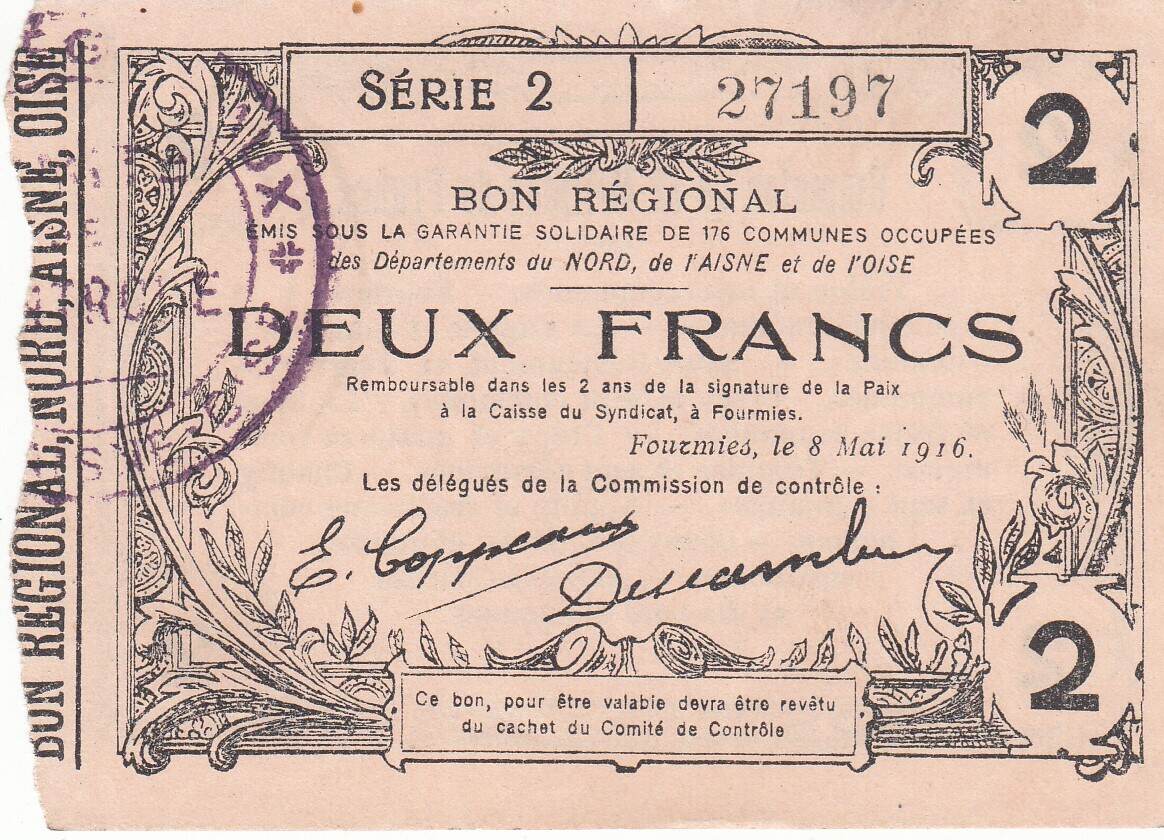 SÉRIE 2
27197
2
BON RÉGIONAL
EMIS SOUS LA GARANTIE SOLIDAIRE DE 176 COMMUNES OCCUPÉES
des Départements du NORD, de l'AISNE et de l'OISE
DEUX FRANCS
Remboursable dans les 2 ans de la signature de la Paix
à la Caisse du Syndicat, à Fourmies.
Fourmies, le 8 Mai 1916.
Les délégués de la Commission de contrôle :
E. Coppeaux
2
Ce bon, pour être valabie devra être revêtu
du cachet du Comité de Contrôle
BON REGIONAL, NORD, AISNE, OISE